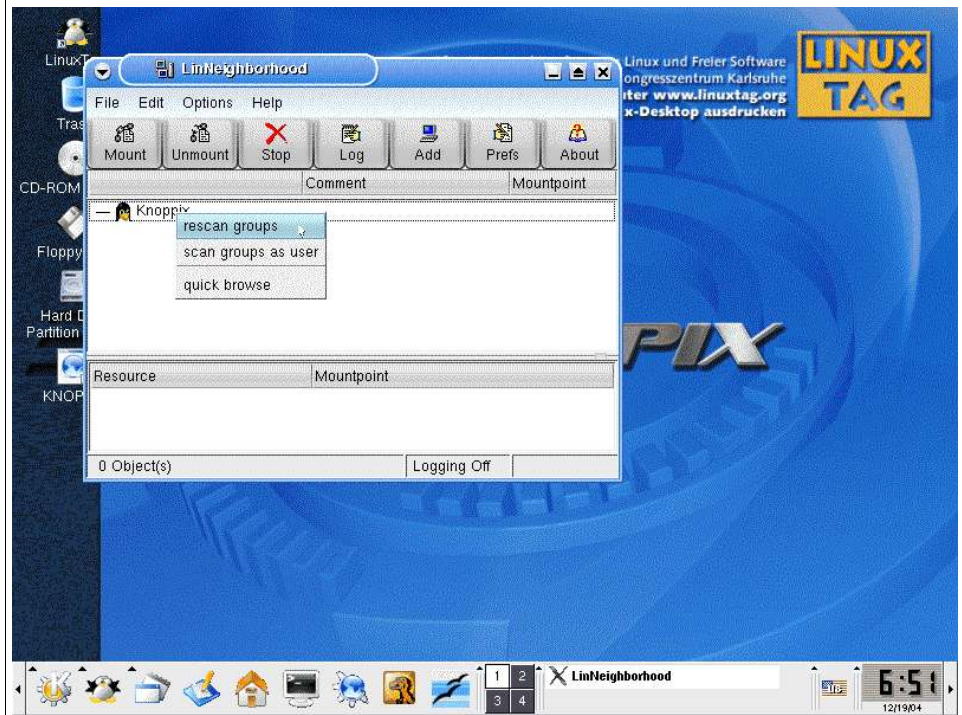 LinuxT
Tras
CD-ROM
Floppy
Hard D
Partition
KNOP
LinNeighborhood
File Edit Options Help
Mount Unmount Stop Log Add Prefs About
Comment Mountpoint
Knoppix
rescan groups
scan groups as user
quick browse
Resource Mountpoint
0 Object(s) Logging Off
Linux und Freier Software
ongresszentrum Karlsruhe
ter www.linuxtag.org
x-Desktop ausdrucken
LINUX
TAG
PIX
1 2
3 4
LinNeighborhood
6:51
12/19/04